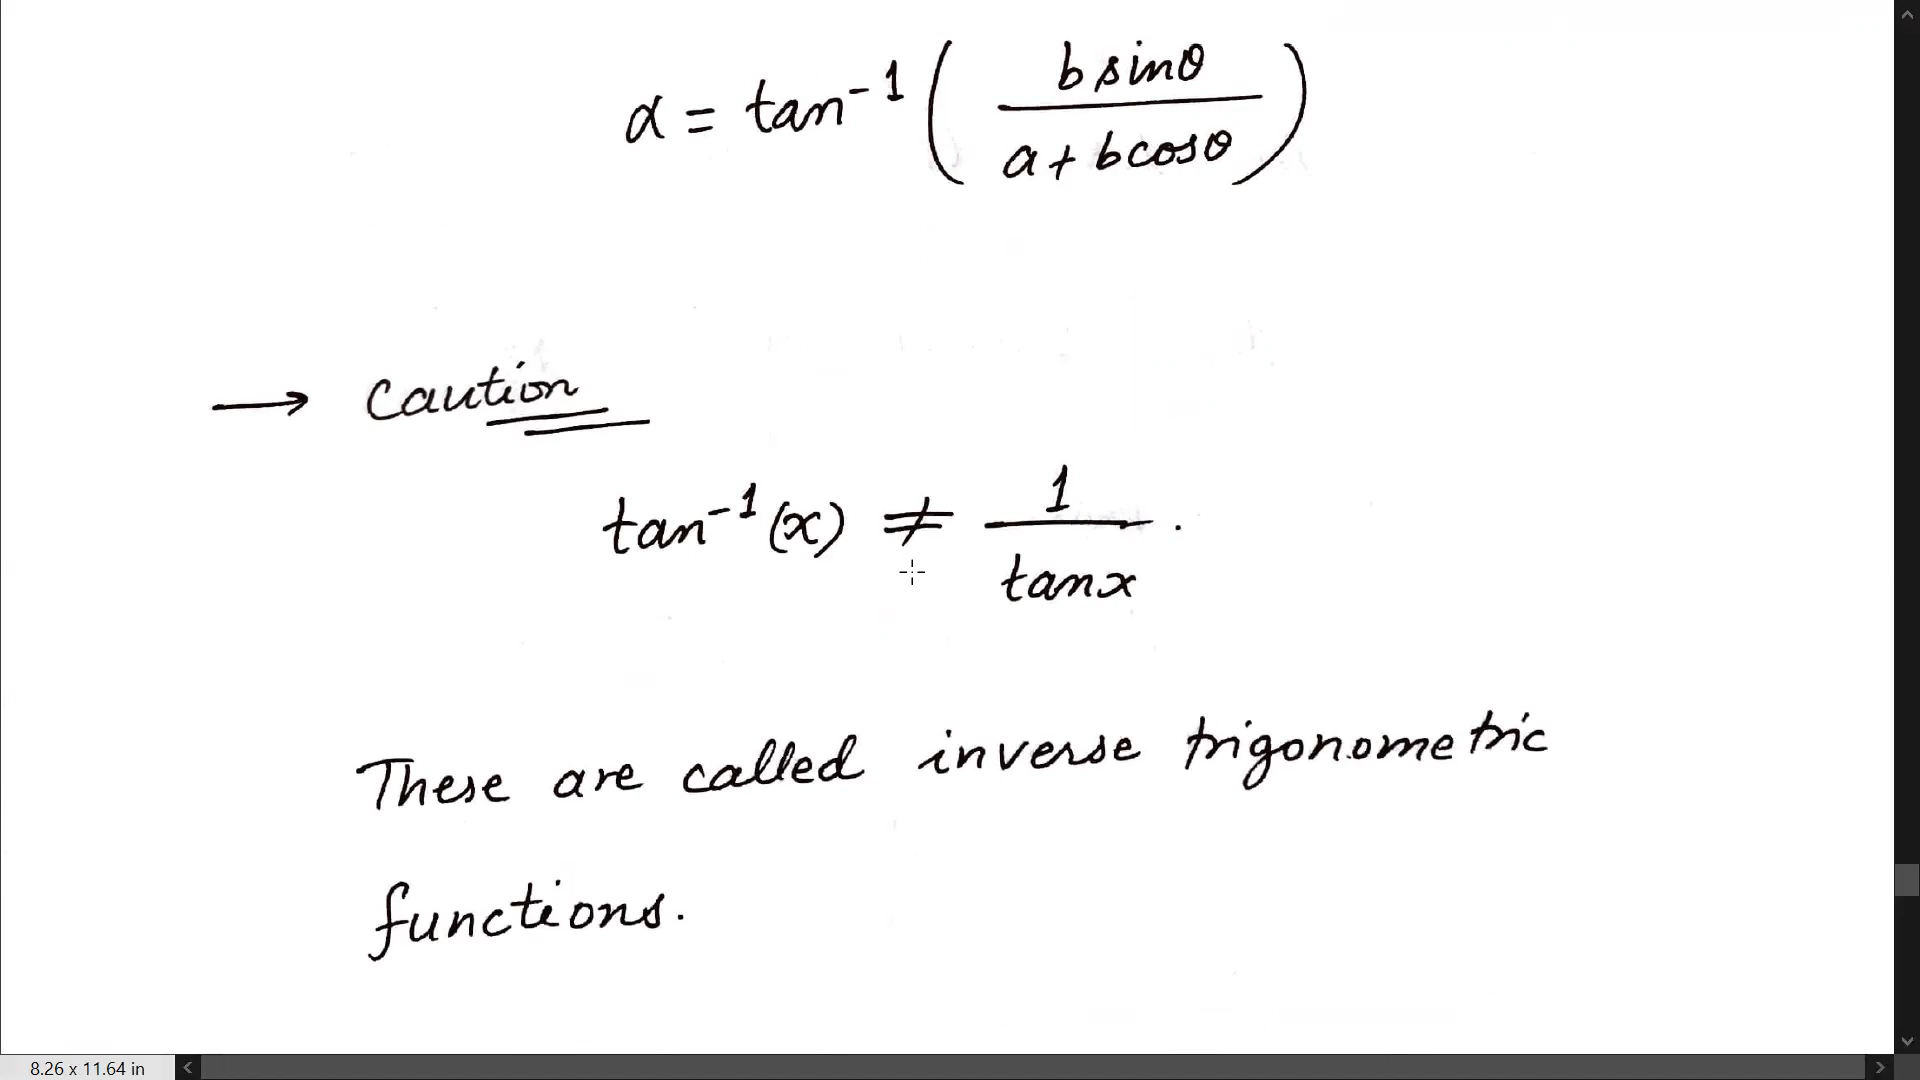 α = tan⁻¹ ( b sinθ / a + b cosθ )
→ Caution
tan⁻¹(x) ≠ 1 / tanx .
These are called inverse trigonometric
functions.
8.26 x 11.64 in